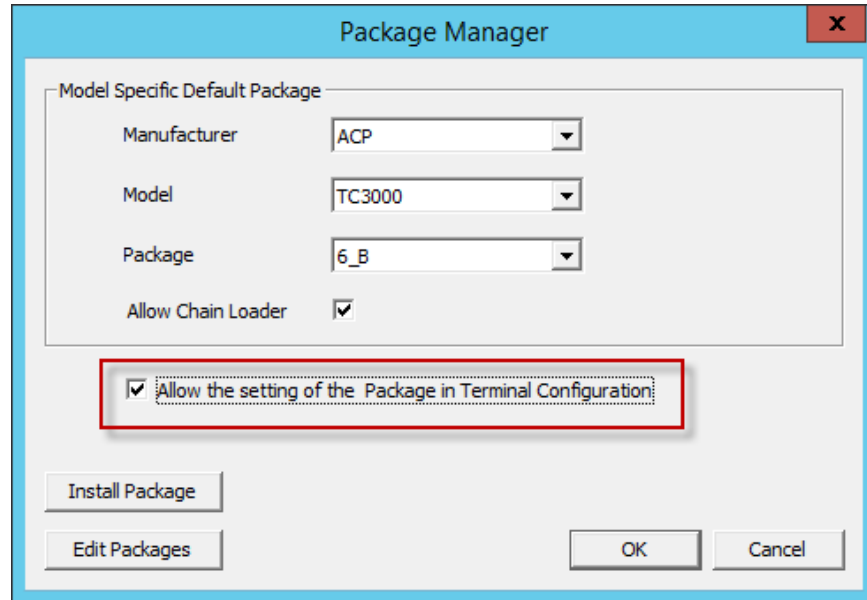 Package Manager
x
Model Specific Default Package
Manufacturer ACP
Model TC3000
Package 6_B
Allow Chain Loader
Allow the setting of the Package in Terminal Configuration
Install Package
Edit Packages OK Cancel